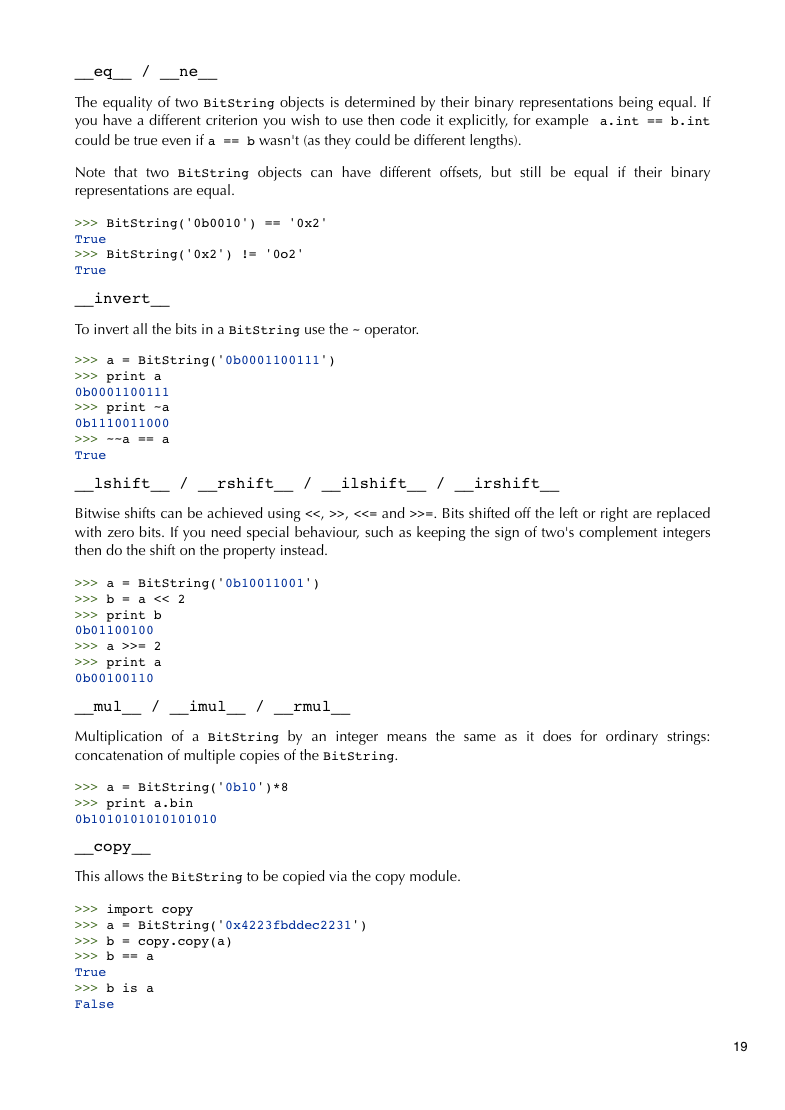 __eq__ / __ne__
The equality of two BitString objects is determined by their binary representations being equal. If
you have a different criterion you wish to use then code it explicitly, for example a.int == b.int
could be true even if a == b wasn't (as they could be different lengths).
Note that two BitString objects can have different offsets, but still be equal if their binary
representations are equal.
>>> BitString('0b0010') == '0x2'
True
>>> BitString('0x2') != '0o2'
True
__invert__
To invert all the bits in a BitString use the ~ operator.
>>> a = BitString('0b0001100111')
>>> print a
0b0001100111
>>> print ~a
0b1110011000
>>> ~~a == a
True
__lshift__ / __rshift__ / __ilshift__ / __irshift__
Bitwise shifts can be achieved using <<, >>, <<= and >>=. Bits shifted off the left or right are replaced
with zero bits. If you need special behaviour, such as keeping the sign of two's complement integers
then do the shift on the property instead.
>>> a = BitString('0b10011001')
>>> b = a << 2
>>> print b
0b01100100
>>> a >>= 2
>>> print a
0b00100110
__mul__ / __imul__ / __rmul__
Multiplication of a BitString by an integer means the same as it does for ordinary strings:
concatenation of multiple copies of the BitString.
>>> a = BitString('0b10')*8
>>> print a.bin
0b1010101010101010
__copy__
This allows the BitString to be copied via the copy module.
>>> import copy
>>> a = BitString('0x4223fbddec2231')
>>> b = copy.copy(a)
>>> b == a
True
>>> b is a
False
19